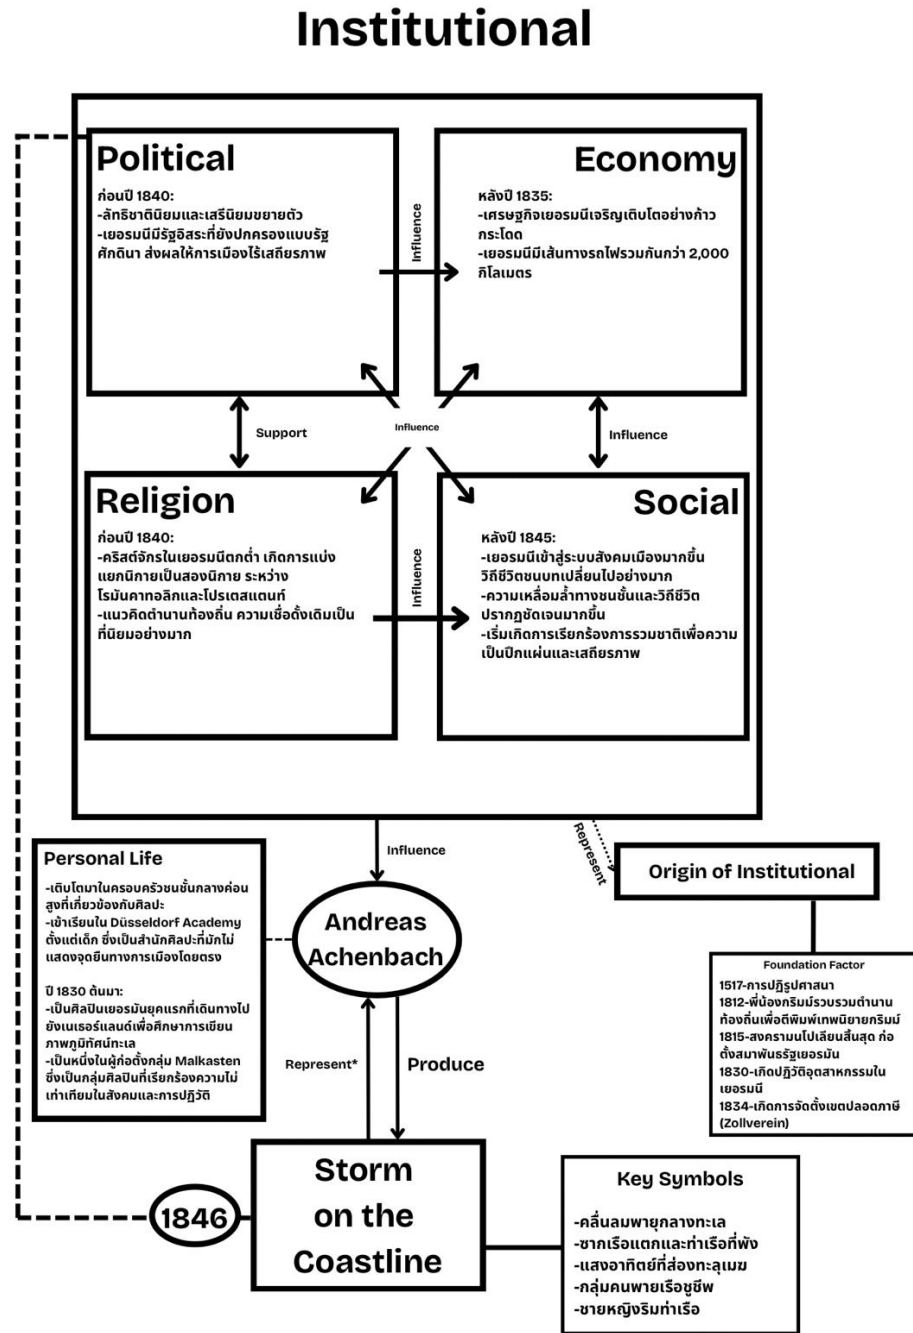 Institutional
Political
ก่อนปี 1840:
-ลัทธิชาตินิยมและเสรีนิยมขยายตัว
-เยอรมนีมีรัฐอิสระที่ยังปกครองแบบรัฐ
ศักดินา ส่งผลให้การเมืองไร้เสถียรภาพ
Influence
Economy
หลังปี 1835:
-เศรษฐกิจเยอรมนีเจริญเติบโตอย่างก้าว
กระโดด
-เยอรมนีมีเส้นทางรถไฟรวมกันกว่า 2,000
กิโลเมตร
Support
Influence
Influence
Religion
ก่อนปี 1840:
-คริสต์จักรในเยอรมนีตกต่ำ เกิดการแบ่ง
แยกนิกายเป็นสองนิกาย ระหว่าง
โรมันคาทอลิกและโปรเตสแตนท์
-แนวคิดตำนานท้องถิ่น ความเชื่อดั้งเดิมเป็น
ที่นิยมอย่างมาก
Influence
Social
หลังปี 1845:
-เยอรมนีเข้าสู่ระบบสังคมเมืองมากขึ้น
วิถีชีวิตชนบทเปลี่ยนไปอย่างมาก
-ความเหลื่อมล้ำทางชนชั้นและวิถีชีวิต
ปรากฏชัดเจนมากขึ้น
-เริ่มเกิดการเรียกร้องการรวมชาติเพื่อความ
เป็นปึกแผ่นและเสถียรภาพ
Influence
Represent
Personal Life
-เติบโตมาในครอบครัวชนชั้นกลางค่อน
สูงที่เกี่ยวข้องกับศิลปะ
-เข้าเรียนใน Düsseldorf Academy
ตั้งแต่เด็ก ซึ่งเป็นสำนักศิลปะที่มักไม่
แสดงจุดยืนทางการเมืองโดยตรง
ปี 1830 ต้นมา:
-เป็นศิลปินเยอรมันยุคแรกที่เดินทางไป
ยังเนเธอร์แลนด์เพื่อศึกษาการเขียน
ภาพภูมิทัศน์ทะเล
-เป็นหนึ่งในผู้ก่อตั้งกลุ่ม Malkasten
ซึ่งเป็นกลุ่มศิลปินที่เรียกร้องความไม่
เท่าเทียมในสังคมและการปฏิวัติ
Andreas
Achenbach
Origin of Institutional
Foundation Factor
1517-การปฏิรูปศาสนา
1812-พี่น้องกริมม์รวบรวมตำนาน
ท้องถิ่นเพื่อตีพิมพ์เทพนิยายกริมม์
1815-สงครามนโปเลียนสิ้นสุด ก่อ
ตั้งสมาพันธรัฐเยอรมัน
1830-เกิดปฏิวัติอุตสาหกรรมใน
เยอรมนี
1834-เกิดการจัดตั้งเขตปลอดภาษี
(Zollverein)
Represent*
Produce
1846
Storm
on the
Coastline
Key Symbols
-คลื่นลมพายุกลางทะเล
-ซากเรือแตกและท่าเรือที่พัง
-แสงอาทิตย์ที่ส่องทะลุเมฆ
-กลุ่มคนพายเรือชูชีพ
-ชายหญิงริมท่าเรือ